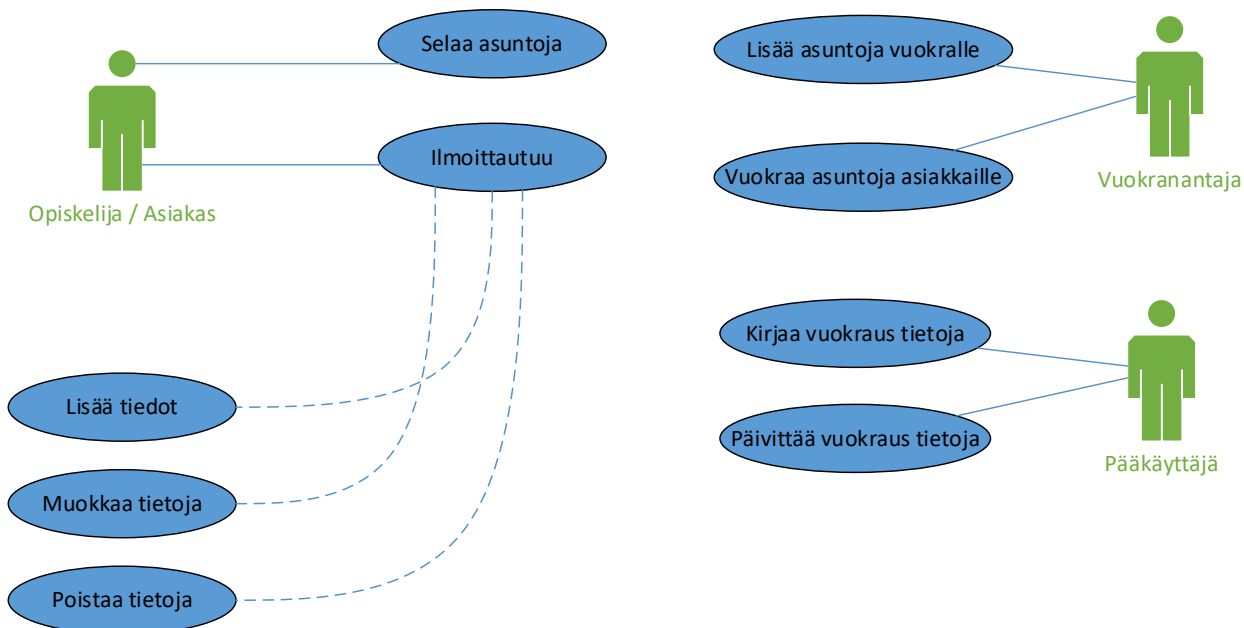 Selaa asuntoja
Ilmoittautuu
Opiskelija / Asiakas
Lisää tiedot
Muokkaa tietoja
Poistaa tietoja
Lisää asuntoja vuokralle
Vuokraa asuntoja asiakkaille
Vuokranantaja
Kirjaa vuokraus tietoja
Päivittää vuokraus tietoja
Pääkäyttäjä